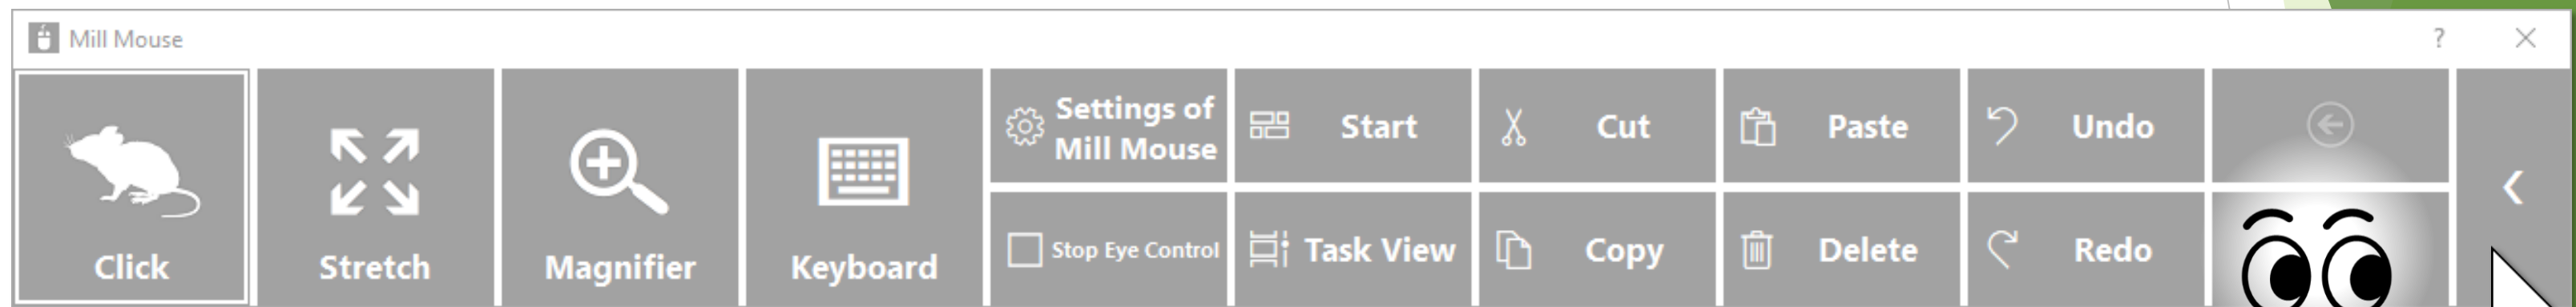 Mill Mouse
?
Click
Stretch
Magnifier
Keyboard
Settings of
Mill Mouse
Start
Cut
Paste
Undo
Stop Eye Control
Task View
Copy
Delete
Redo